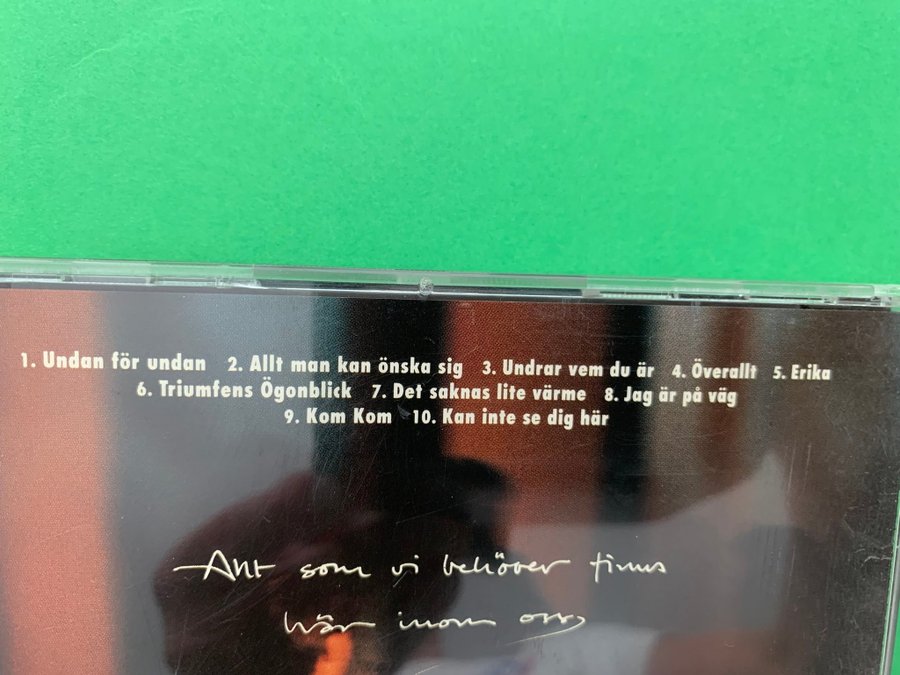 1. Undan för undan 2. Allt man kan önska sig 3. Undrar vem du är 4. Överallt 5. Erika
6. Triumfens Ögonblick 7. Det saknas lite värme 8. Jag är på väg
9. Kom Kom 10. Kan inte se dig här
Allt som vi behöver finns
här inom oss